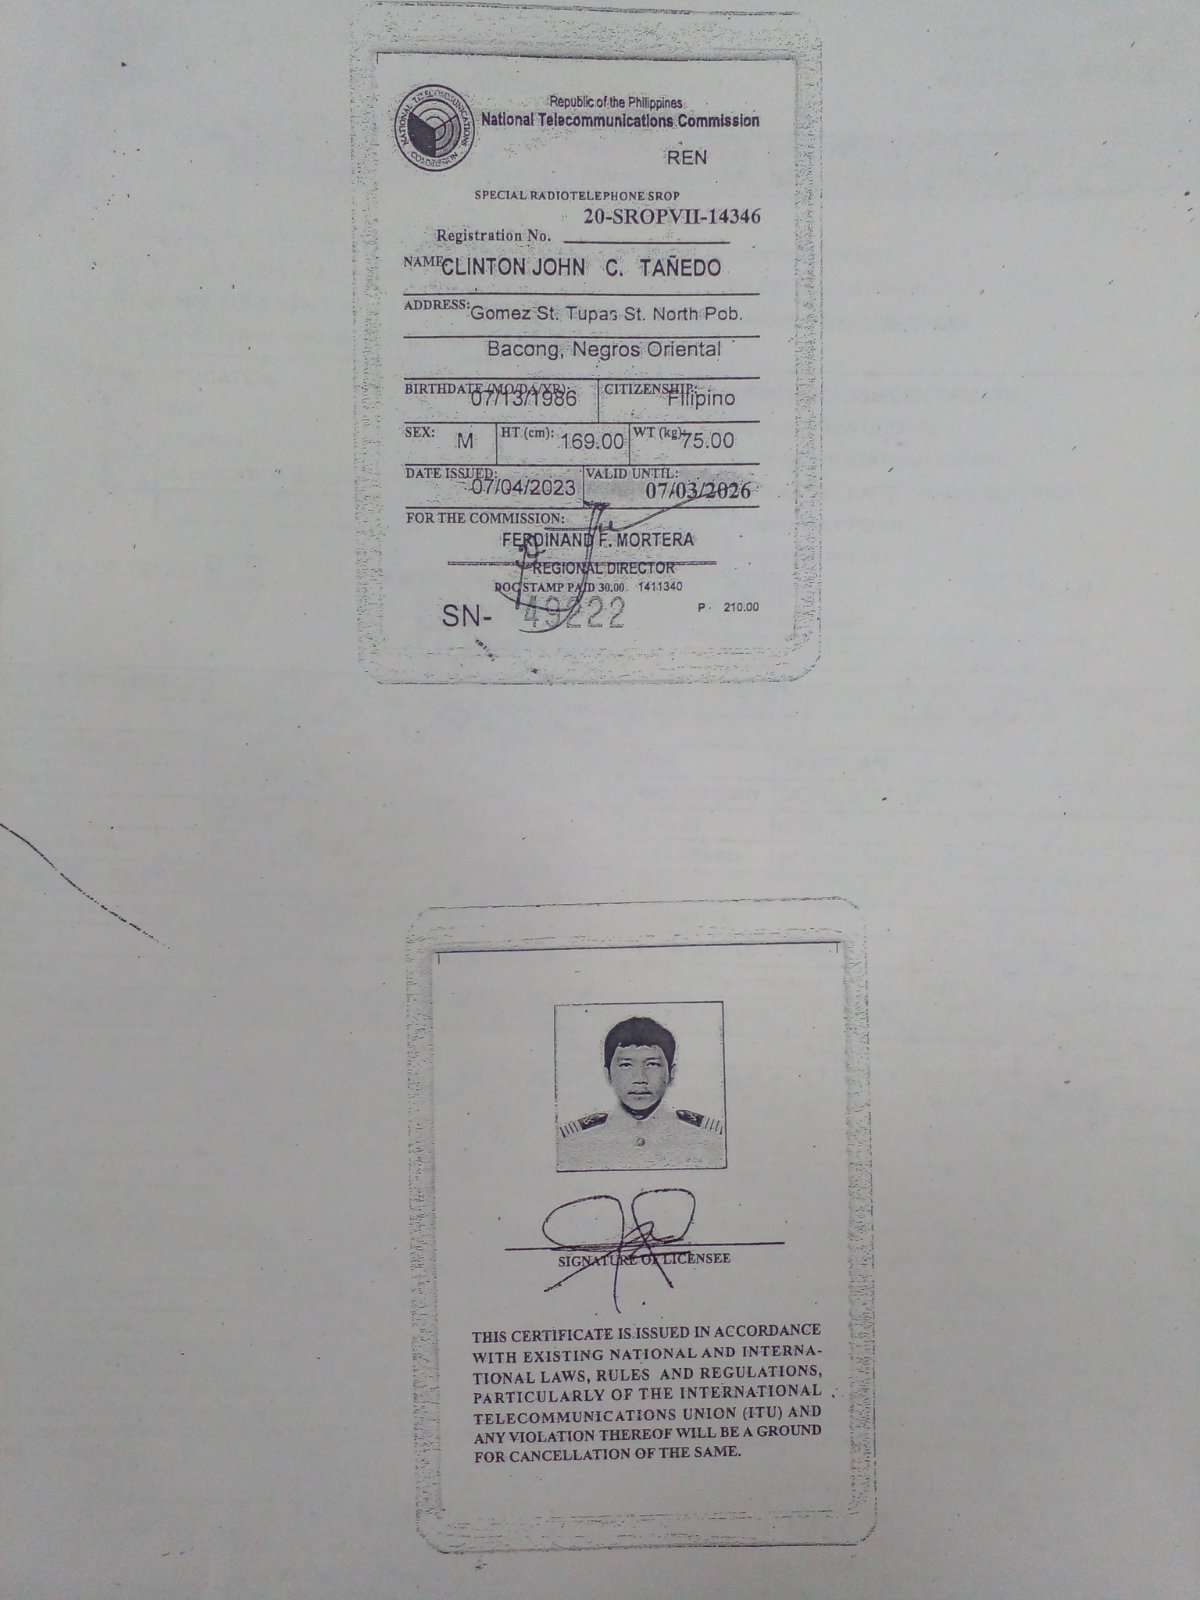 NATIONAL TELECOMMUNICATIONS COMMISSION
Republic of the Philippines
National Telecommunications Commission
REN
SPECIAL RADIOTELEPHONE SROP
20-SROPVII-14346
Registration No.
NAME: CLINTON JOHN C. TAÑEDO
ADDRESS: Gomez St. Tupas St. North Pob.
Bacong, Negros Oriental
BIRTHDATE (MO/DA/YR): 07/13/1986 CITIZENSHIP: Filipino
SEX: M HT (cm): 169.00 WT (kg): 75.00
DATE ISSUED: 07/04/2023 VALID UNTIL: 07/03/2026
FOR THE COMMISSION:
FERDINAND F. MORTERA
REGIONAL DIRECTOR
DOC STAMP PAID 30.00 1411340
SN- 49222 P 210.00
SIGNATURE OF LICENSEE
THIS CERTIFICATE IS ISSUED IN ACCORDANCE
WITH EXISTING NATIONAL AND INTERNA-
TIONAL LAWS, RULES AND REGULATIONS,
PARTICULARLY OF THE INTERNATIONAL
TELECOMMUNICATIONS UNION (ITU) AND
ANY VIOLATION THEREOF WILL BE A GROUND
FOR CANCELLATION OF THE SAME.